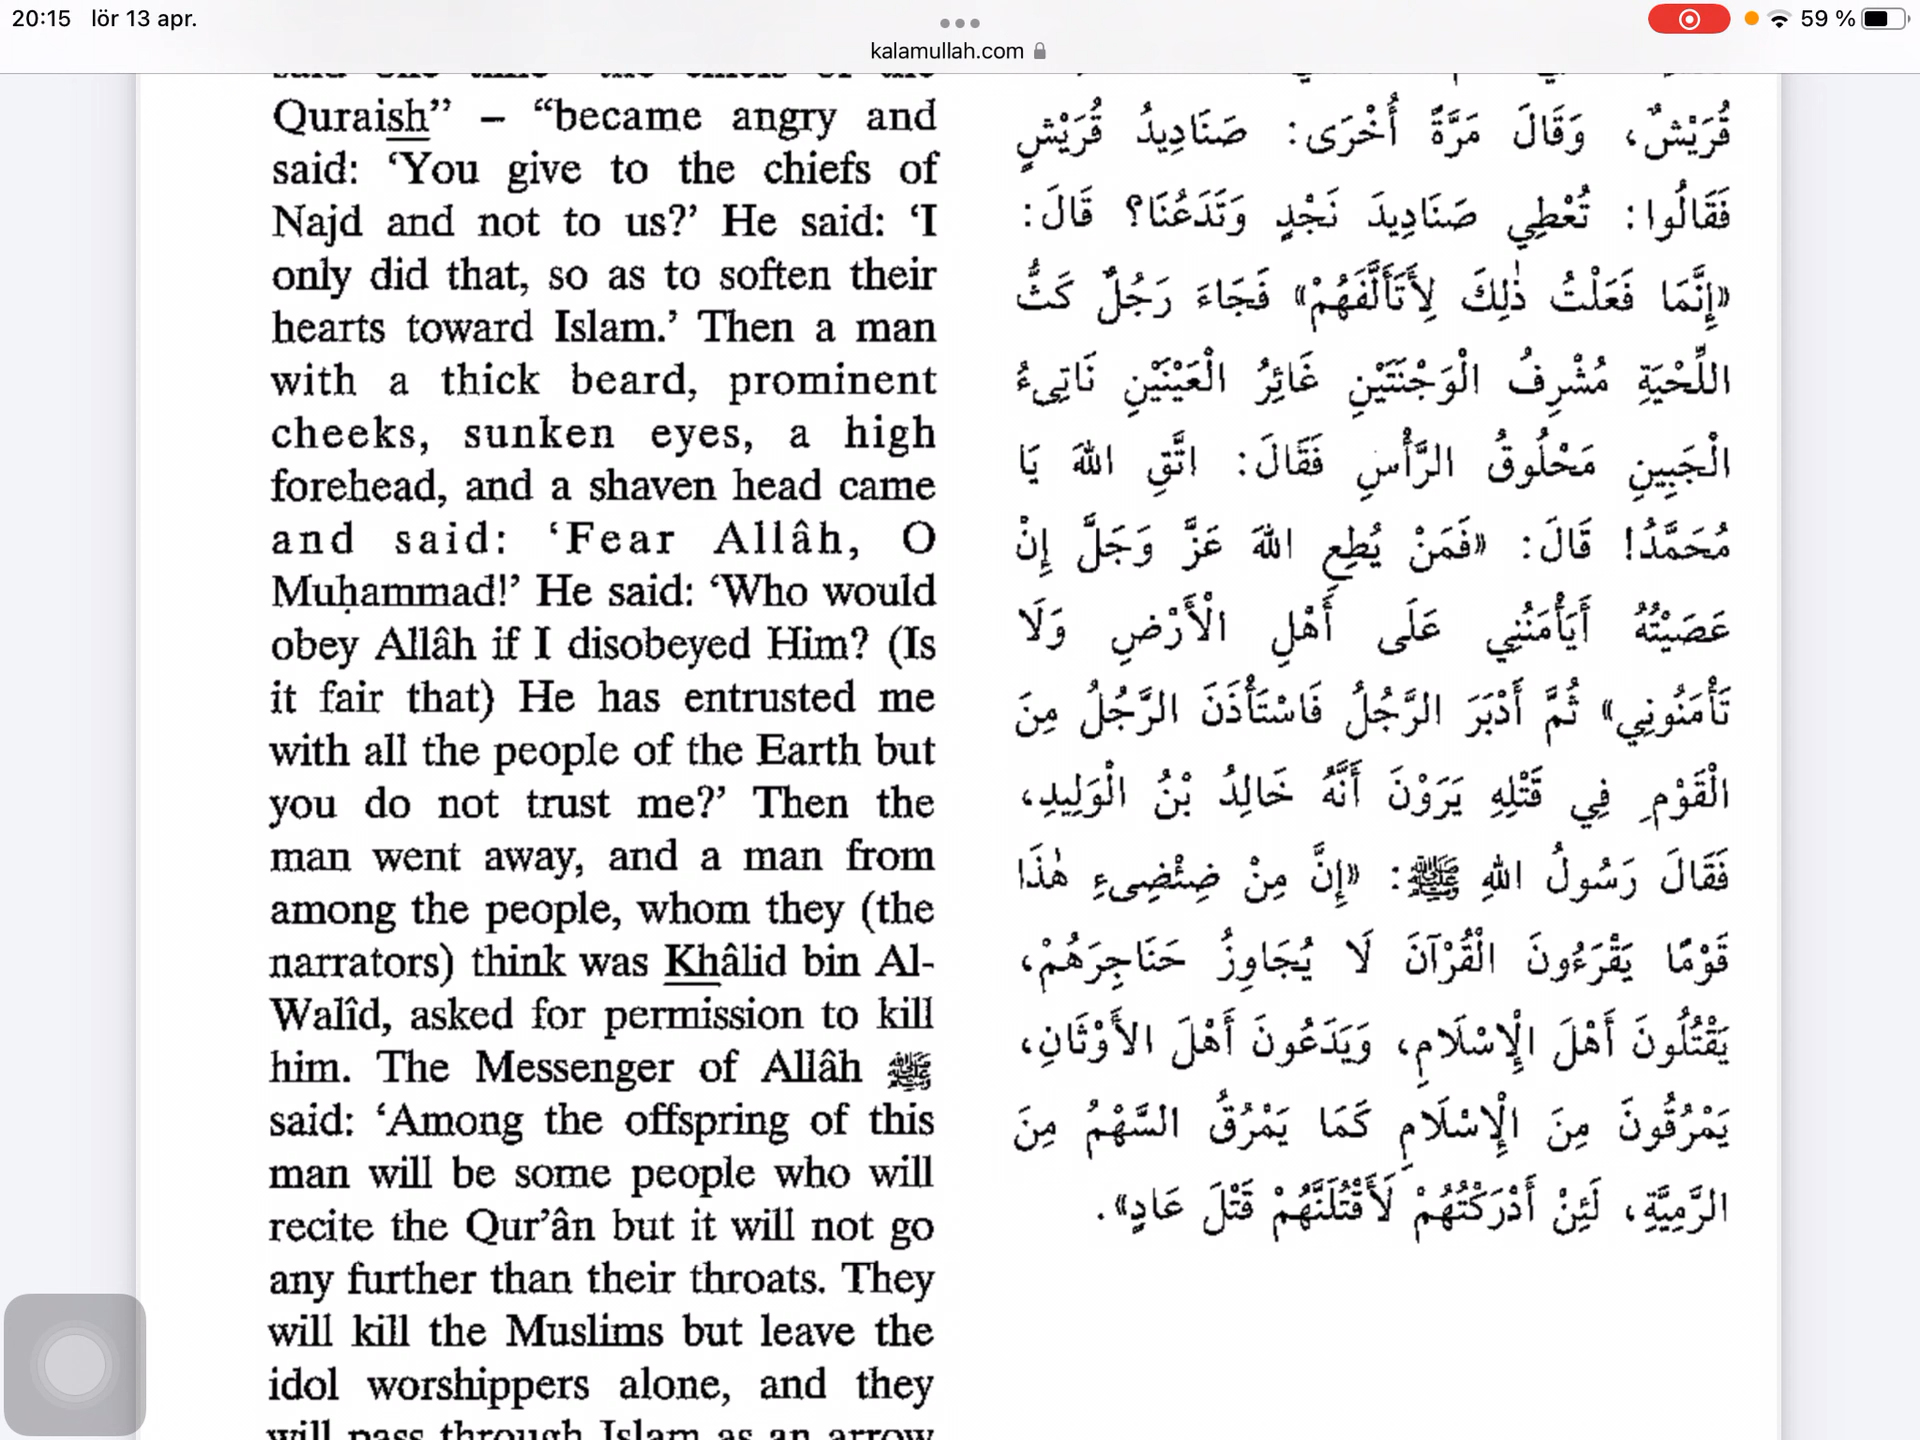 20:15 lör 13 apr.
59 %
kalamullah.com
Quraish” – “became angry and
said: ‘You give to the chiefs of
Najd and not to us?’ He said: ‘I
only did that, so as to soften their
hearts toward Islam.’ Then a man
with a thick beard, prominent
cheeks, sunken eyes, a high
forehead, and a shaven head came
and said: ‘Fear Allâh, O
Muḥammad!’ He said: ‘Who would
obey Allâh if I disobeyed Him? (Is
it fair that) He has entrusted me
with all the people of the Earth but
you do not trust me?’ Then the
man went away, and a man from
among the people, whom they (the
narrators) think was Khâlid bin Al-
Walîd, asked for permission to kill
him. The Messenger of Allâh ﷺ
said: ‘Among the offspring of this
man will be some people who will
recite the Qur’ân but it will not go
any further than their throats. They
will kill the Muslims but leave the
idol worshippers alone, and they
will pass through Islam as an arrow
قُرَيْشٌ، وَقَالَ مَرَّةً أُخْرَى: صَنَادِيدُ قُرَيْشٍ
فَقَالُوا: تُعْطِي صَنَادِيدَ نَجْدٍ وَتَدَعُنَا؟ قَالَ:
«إِنَّمَا فَعَلْتُ ذٰلِكَ لِأَتَأَلَّفَهُمْ» فَجَاءَ رَجُلٌ كَثُّ
اللِّحْيَةِ مُشْرِفُ الْوَجْنَتَيْنِ غَائِرُ الْعَيْنَيْنِ نَاتِىءُ
الْجَبِينِ مَحْلُوقُ الرَّأْسِ فَقَالَ: اتَّقِ اللهَ يَا
مُحَمَّدُ! قَالَ: «فَمَنْ يُطِعِ اللهَ عَزَّ وَجَلَّ إِنْ
عَصَيْتُهُ أَيَأْمَنُنِي عَلَى أَهْلِ الْأَرْضِ وَلَا
تَأْمَنُونِي» ثُمَّ أَدْبَرَ الرَّجُلُ فَاسْتَأْذَنَ الرَّجُلُ مِنَ
الْقَوْمِ فِي قَتْلِهِ يَرَوْنَ أَنَّهُ خَالِدُ بْنُ الْوَلِيدِ،
فَقَالَ رَسُولُ اللهِ ﷺ: «إِنَّ مِنْ ضِئْضِىءِ هٰذَا
قَوْمًا يَقْرَءُونَ الْقُرْآنَ لَا يُجَاوِزُ حَنَاجِرَهُمْ،
يَقْتُلُونَ أَهْلَ الْإِسْلَامِ، وَيَدَعُونَ أَهْلَ الأَوْثَانِ،
يَمْرُقُونَ مِنَ الْإِسْلَامِ كَمَا يَمْرُقُ السَّهْمُ مِنَ
الرَّمِيَّةِ، لَئِنْ أَدْرَكْتُهُمْ لَأَقْتُلَنَّهُمْ قَتْلَ عَادٍ».